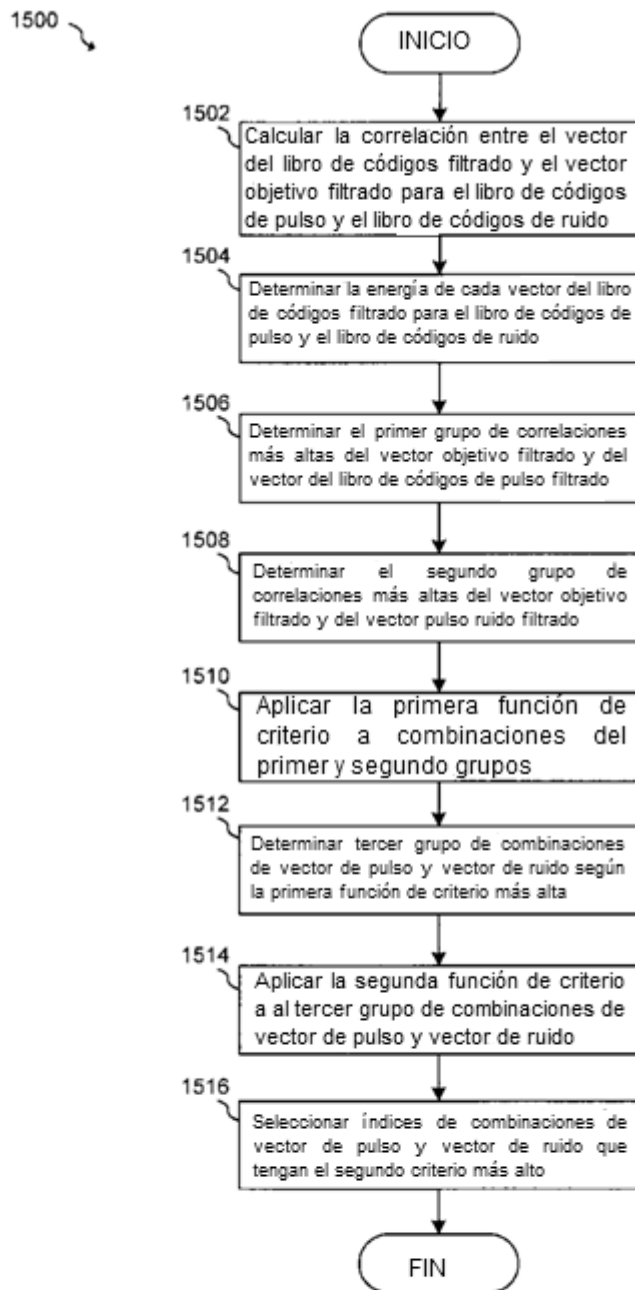 1500
INICIO
1502
Calcular la correlación entre el vector
del libro de códigos filtrado y el vector
objetivo filtrado para el libro de códigos
de pulso y el libro de códigos de ruido
1504
Determinar la energía de cada vector del libro
de códigos filtrado para el libro de códigos de
pulso y el libro de códigos de ruido
1506
Determinar el primer grupo de correlaciones
más altas del vector objetivo filtrado y del
vector del libro de códigos de pulso filtrado
1508
Determinar el segundo grupo de
correlaciones más altas del vector objetivo
filtrado y del vector pulso ruido filtrado
1510
Aplicar la primera función de
criterio a combinaciones del
primer y segundo grupos
1512
Determinar tercer grupo de combinaciones
de vector de pulso y vector de ruido según
la primera función de criterio más alta
1514
Aplicar la segunda función de criterio
a al tercer grupo de combinaciones de
vector de pulso y vector de ruido
1516
Seleccionar índices de combinaciones de
vector de pulso y vector de ruido que
tengan el segundo criterio más alto
FIN